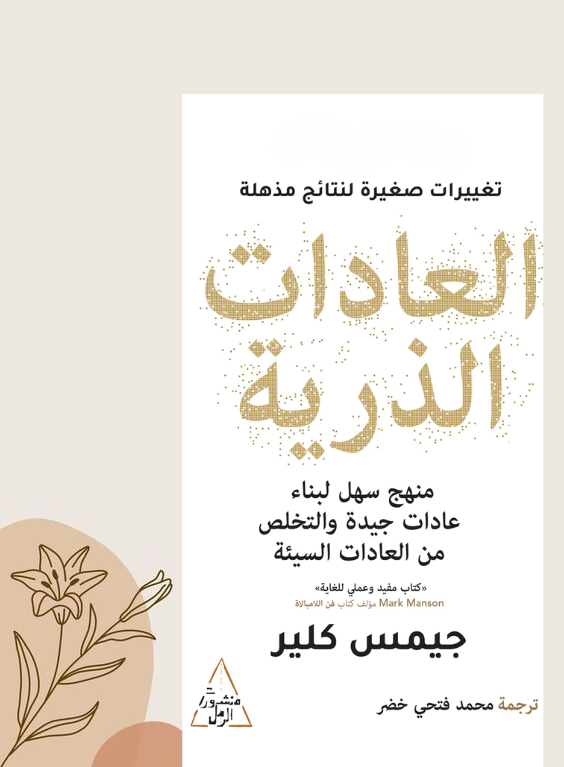 تغييرات صغيرة لنتائج مذهلة
العادات
الذرية
منهج سهل لبناء
عادات جيدة والتخلص
من العادات السيئة
«كتاب مفيد وعملي للغاية»
Mark Manson مؤلف كتاب فن اللامبالاة
جيمس كلير
ترجمة محمد فتحي خضر
منشورات
الرمل